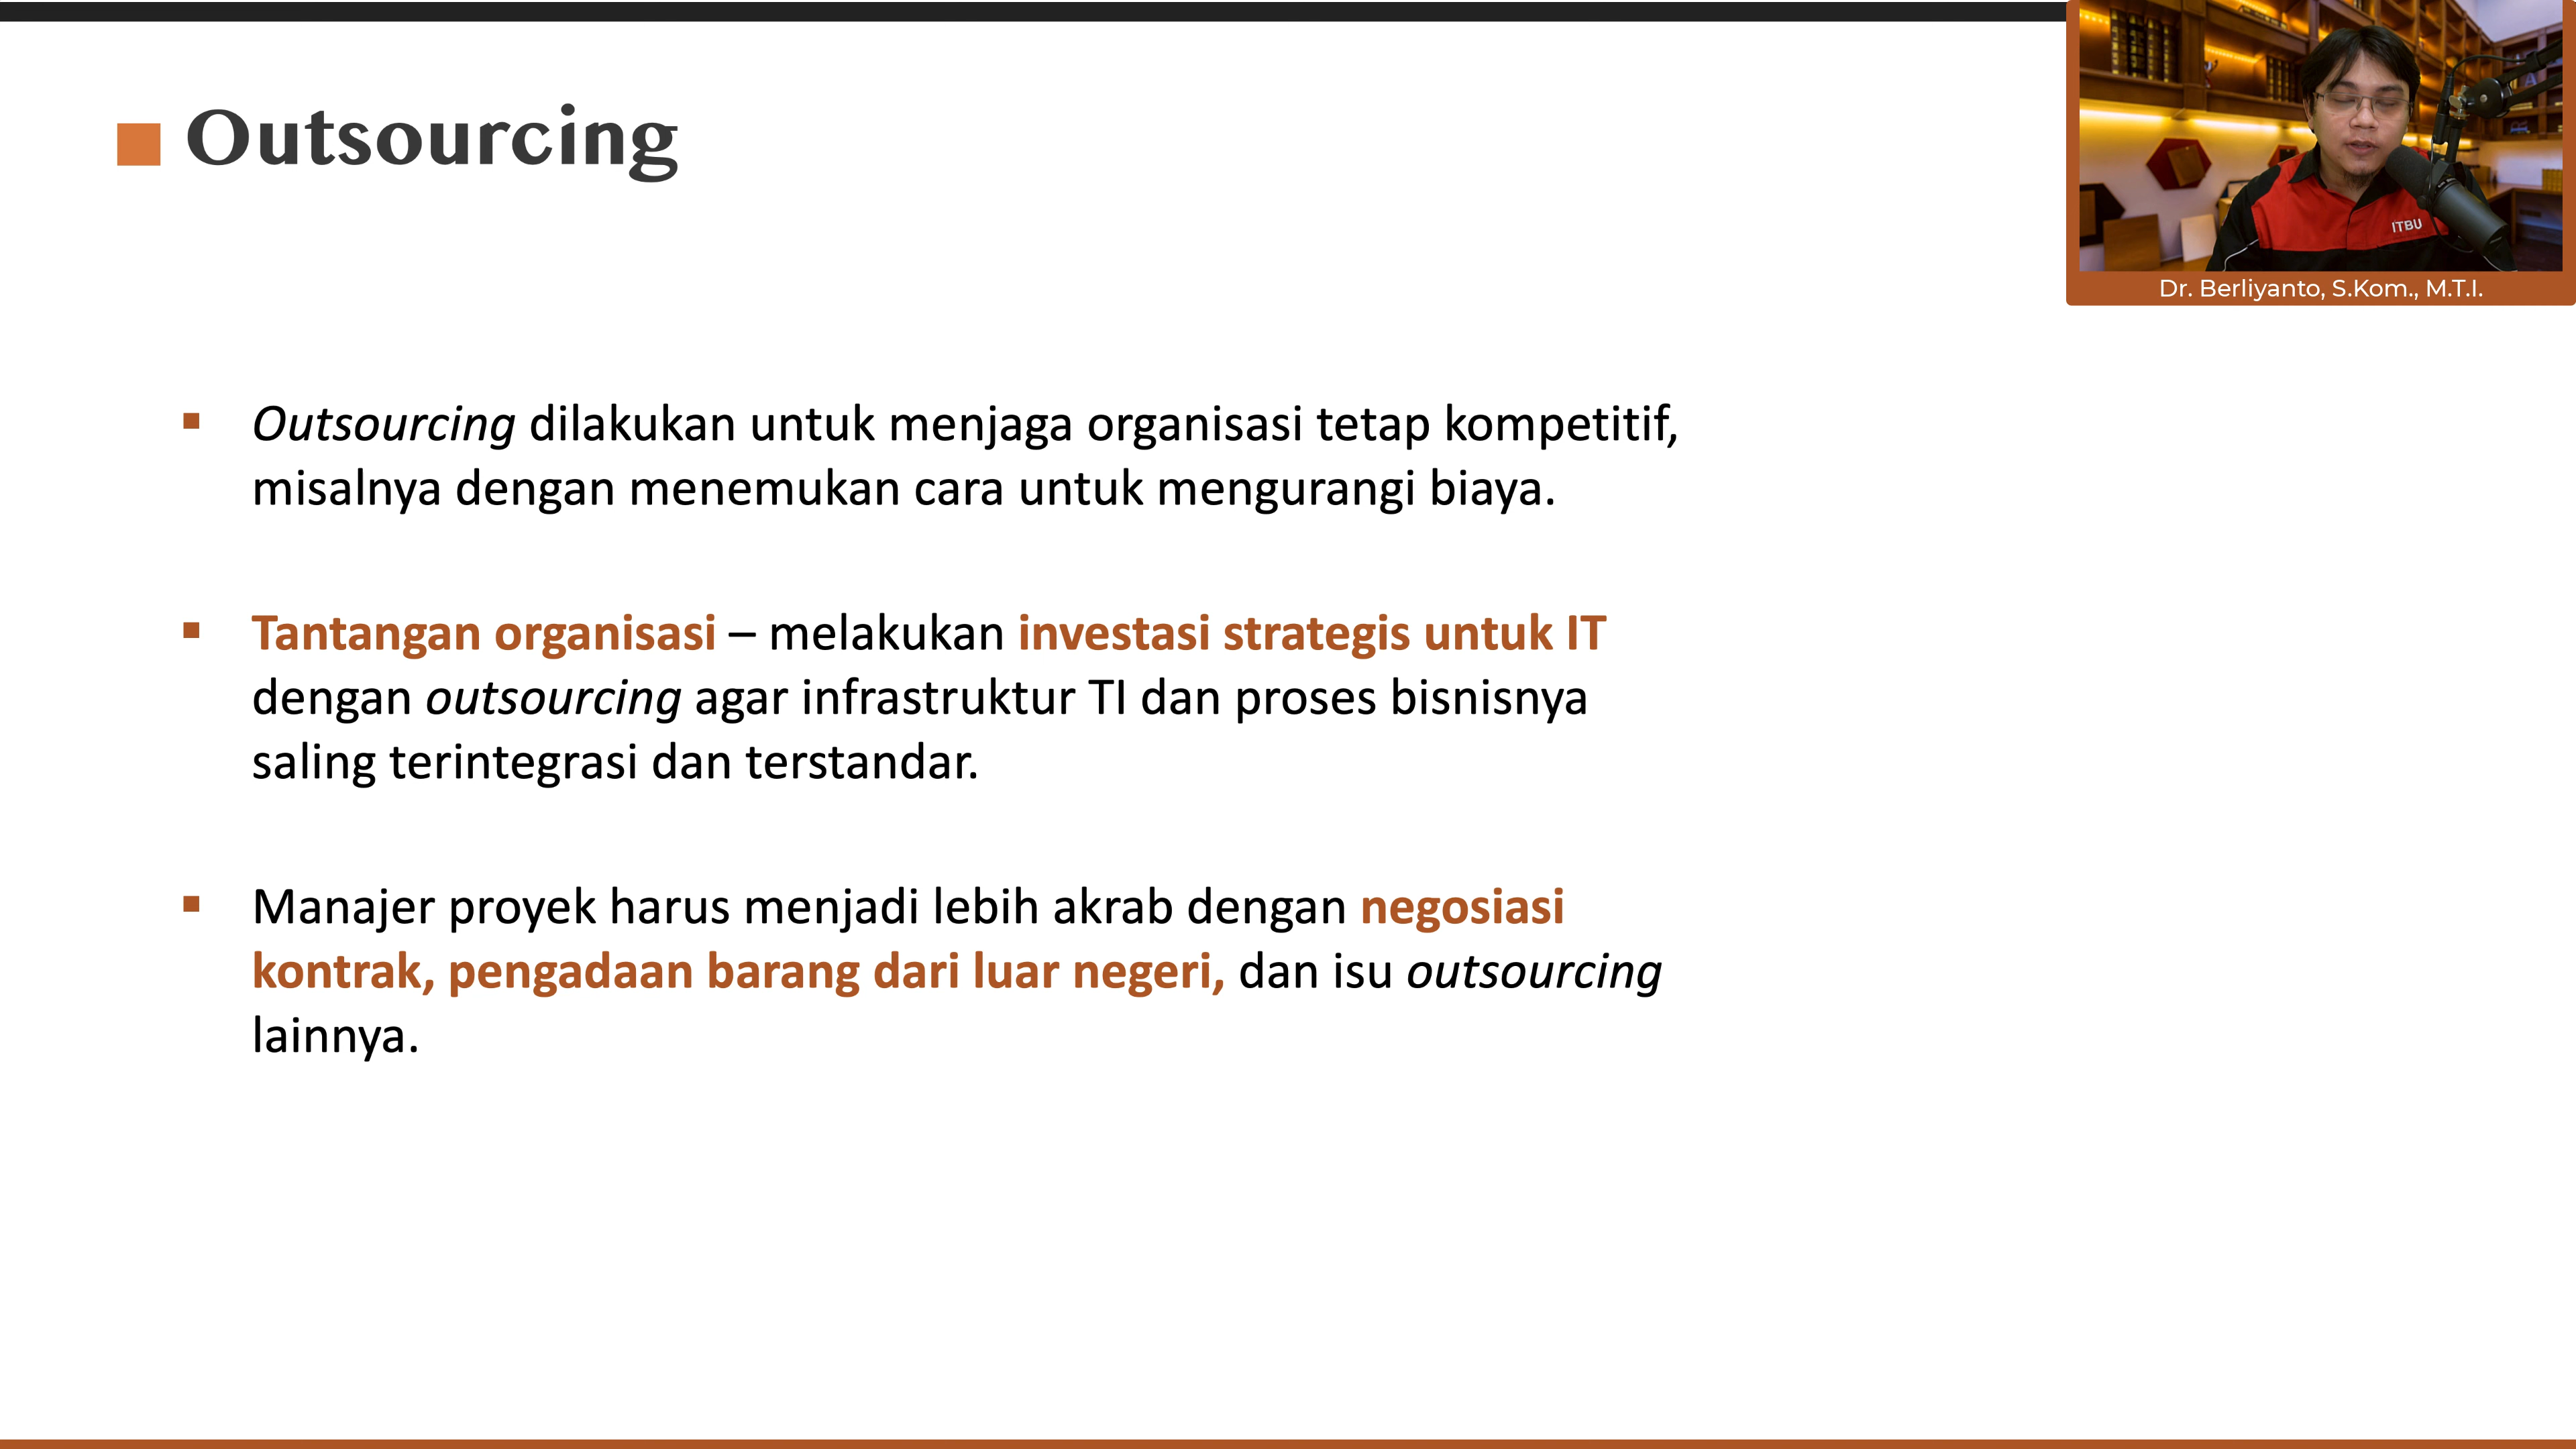 Outsourcing
ITBU
Dr. Berliyanto, S.Kom., M.T.I.
Outsourcing dilakukan untuk menjaga organisasi tetap kompetitif,
misalnya dengan menemukan cara untuk mengurangi biaya.
Tantangan organisasi – melakukan investasi strategis untuk IT
dengan outsourcing agar infrastruktur TI dan proses bisnisnya
saling terintegrasi dan terstandar.
Manajer proyek harus menjadi lebih akrab dengan negosiasi
kontrak, pengadaan barang dari luar negeri, dan isu outsourcing
lainnya.